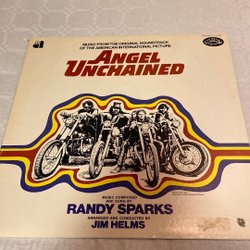 MUSIC FROM THE ORIGINAL SOUNDTRACK
OF THE AMERICAN INTERNATIONAL PICTURE
ANGEL
UNCHAINED
MUSIC COMPOSED
AND SUNG BY
RANDY SPARKS
ARRANGED AND CONDUCTED BY
JIM HELMS